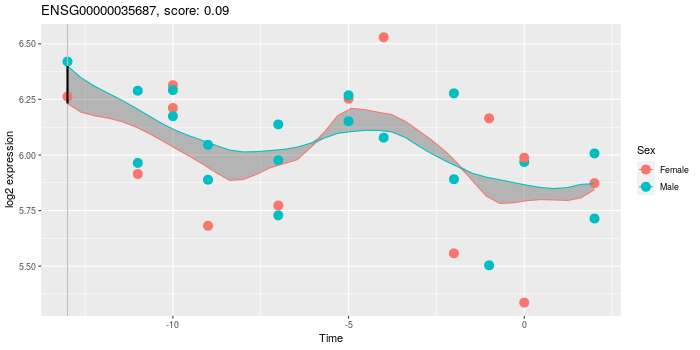 ENSG00000035687, score: 0.09
6.50
6.25
6.00
5.75
5.50
log2 expression
-10
-5
0
Time
Sex
Female
Male